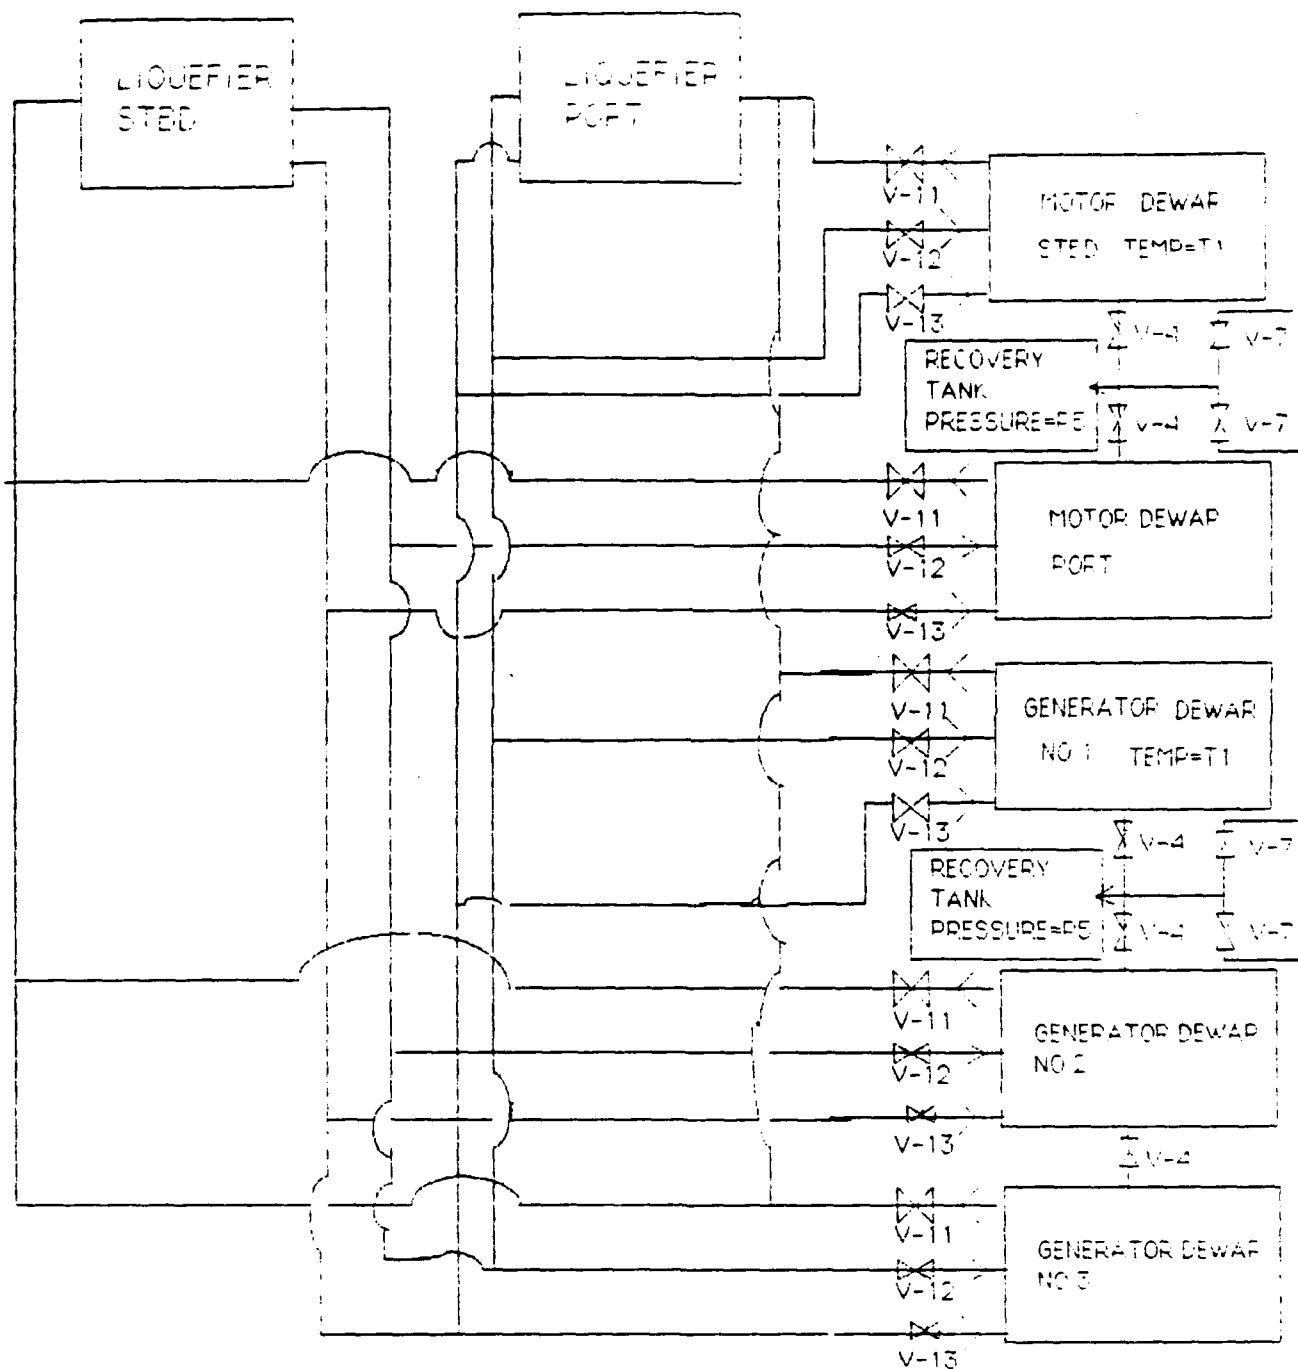 LIQUEFIER
STBD
LIQUEFIER
PORT
V-11
V-12
V-13
MOTOR DEWAR
STBD TEMP=T1
V-4
V-7
RECOVERY
TANK
PRESSURE=P5
V-4
V-7
V-11
V-12
V-13
MOTOR DEWAR
PORT
V-11
V-12
V-13
GENERATOR DEWAR
NO 1 TEMP=T1
V-4
V-7
RECOVERY
TANK
PRESSURE=P5
V-4
V-7
V-11
V-12
V-13
GENERATOR DEWAR
NO 2
V-4
V-11
V-12
V-13
GENERATOR DEWAR
NO 3